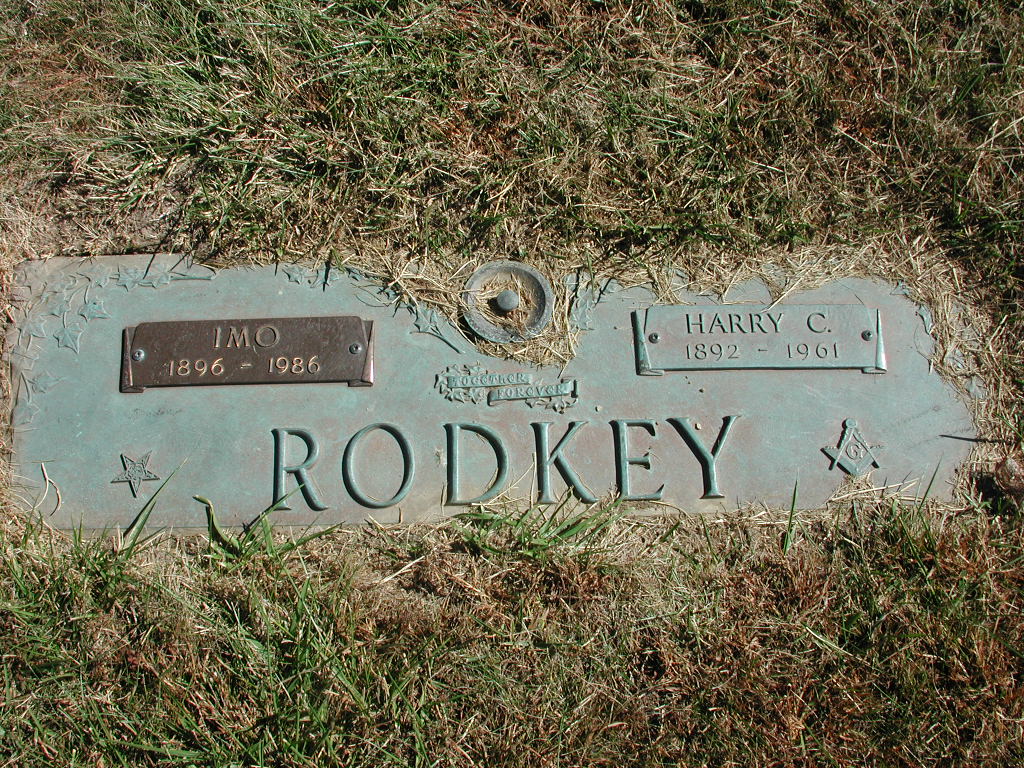 IMO
1896 - 1986
HARRY C.
1892 - 1961
TOGETHER
FOREVER
RODKEY
G